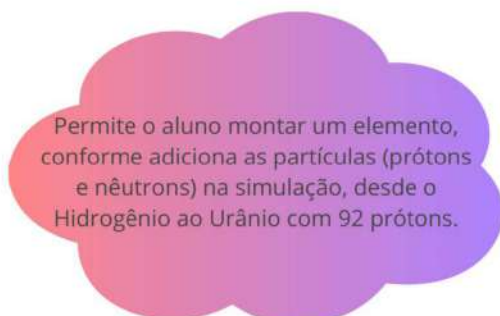 Permite o aluno montar um elemento,
conforme adiciona as partículas (prótons
e nêutrons) na simulação, desde o
Hidrogênio ao Urânio com 92 prótons.